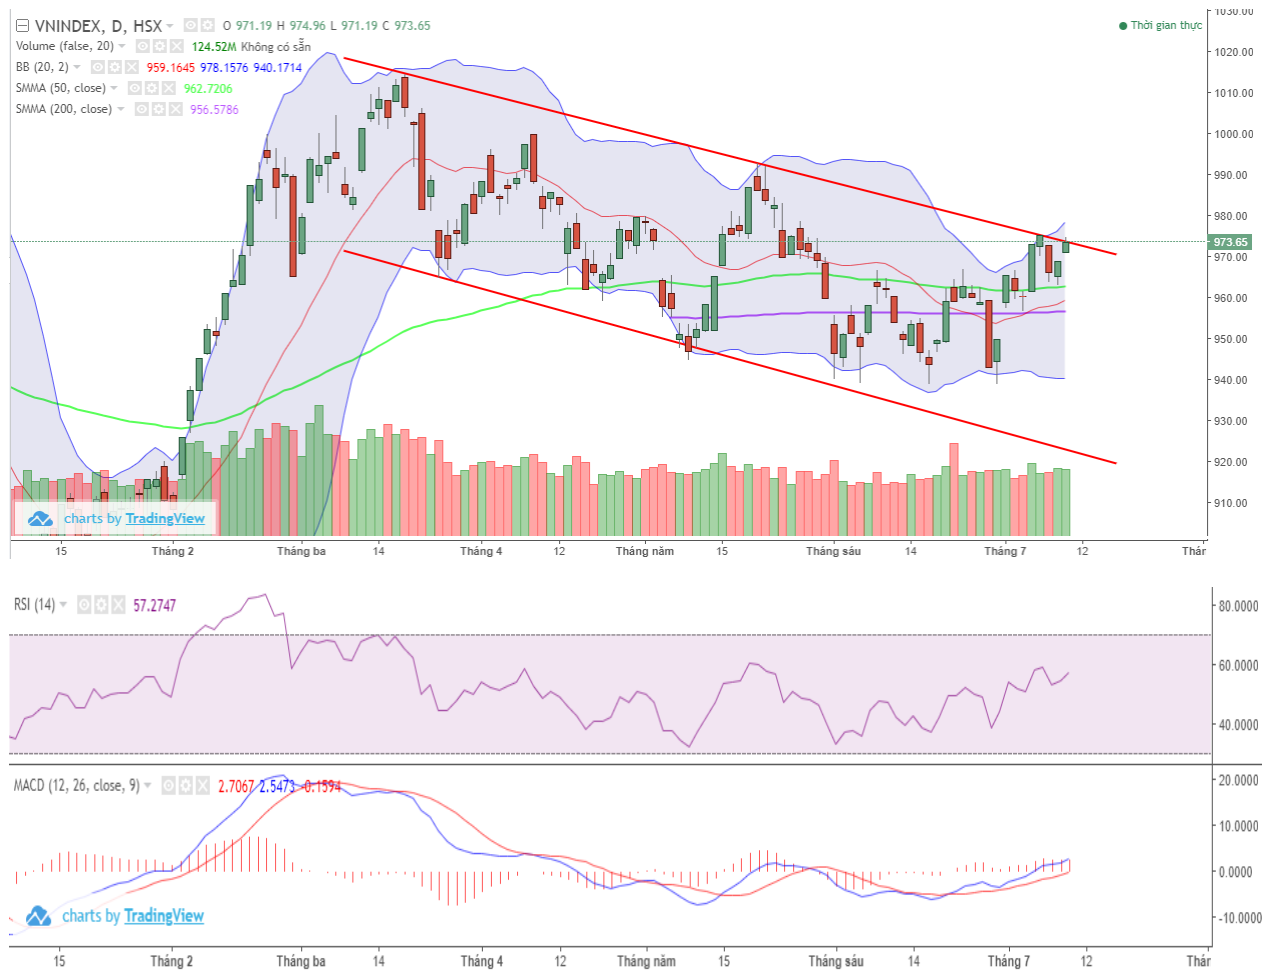 VNINDEX, D, HSX O 971.19 H 974.96 L 971.19 C 973.65
Thời gian thực
Volume (false, 20) 124.52M Không có sẵn
BB (20, 2) 959.1645 978.1576 940.1714
SMMA (50, close) 962.7206
SMMA (200, close) 956.5786
1030.00
1020.00
1010.00
1000.00
990.00
980.00
973.65
970.00
960.00
950.00
940.00
930.00
920.00
910.00
charts by TradingView
15 Tháng 2 Tháng ba 14 Tháng 4 12 Tháng năm 15 Tháng sáu 14 Tháng 7 12 Thár
RSI (14) 57.2747
80.0000
60.0000
40.0000
MACD (12, 26, close, 9) 2.7067 2.5473 -0.1594
20.0000
10.0000
0.0000
-10.0000
charts by TradingView
15 Tháng 2 Tháng ba 14 Tháng 4 12 Tháng năm 15 Tháng sáu 14 Tháng 7 12 Thár